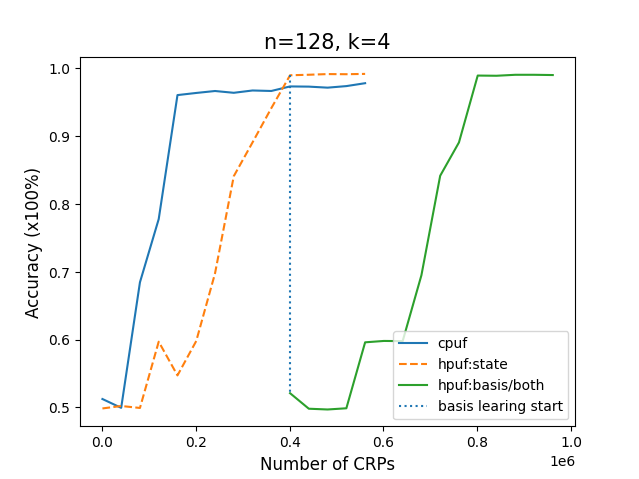 n=128, k=4
Accuracy (x100%)
1.0
0.9
0.8
0.7
0.6
0.5
cpuf
hpuf:state
hpuf:basis/both
basis learing start
0.0 0.2 0.4 0.6 0.8 1.0
1e6
Number of CRPs